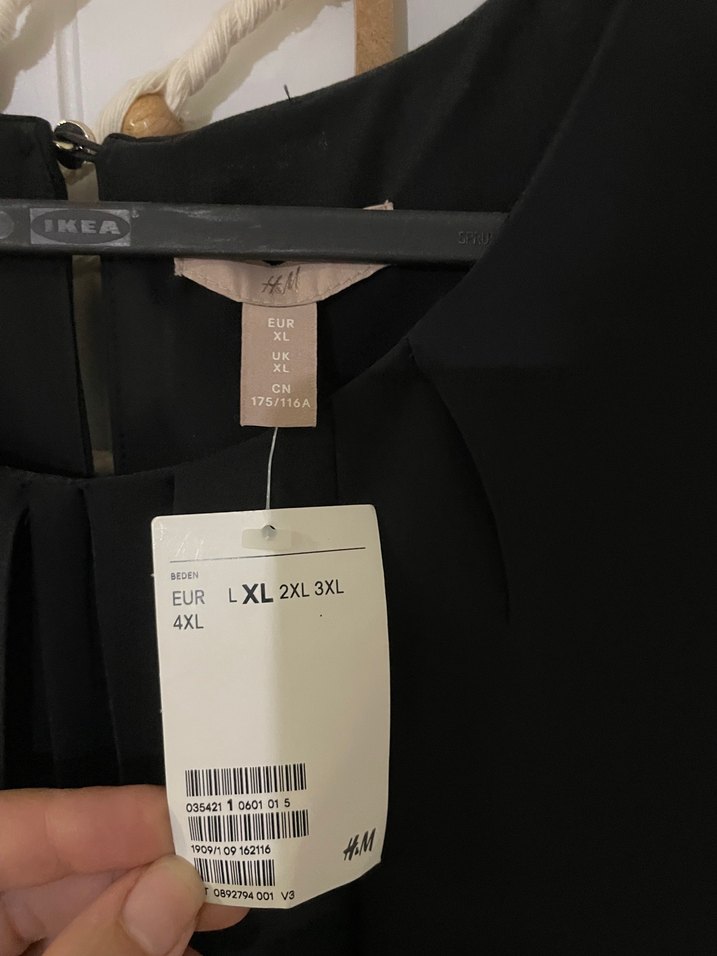 IKEA
H&M
EUR
XL
UK
XL
CN
175/116A
BEDEN
EUR L XL 2XL 3XL
4XL
035421 1 0601 01 5
1909/1 09 162116
H&M
T 0892794 001 V3